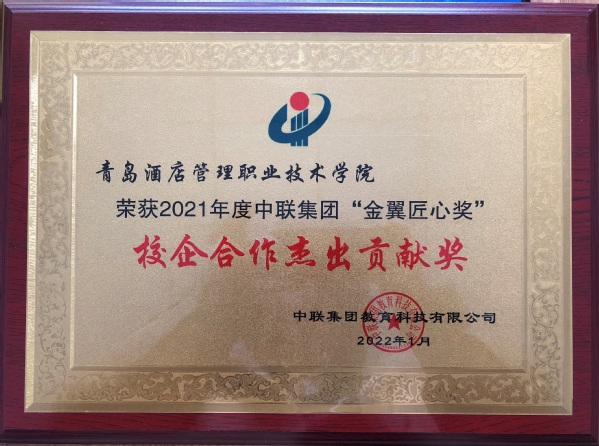 青岛酒店管理职业技术学院
荣获2021年度中联集团“金翼匠心奖”
校企合作杰出贡献奖
中联集团教育科技有限公司
2022年1月